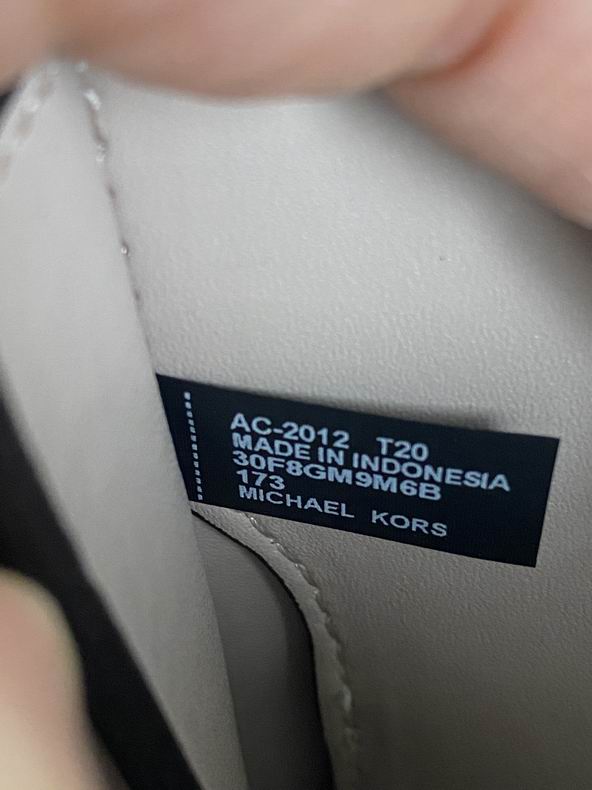 AC-2012 T20
MADE IN INDONESIA
30F8GM9M6B
173
MICHAEL KORS